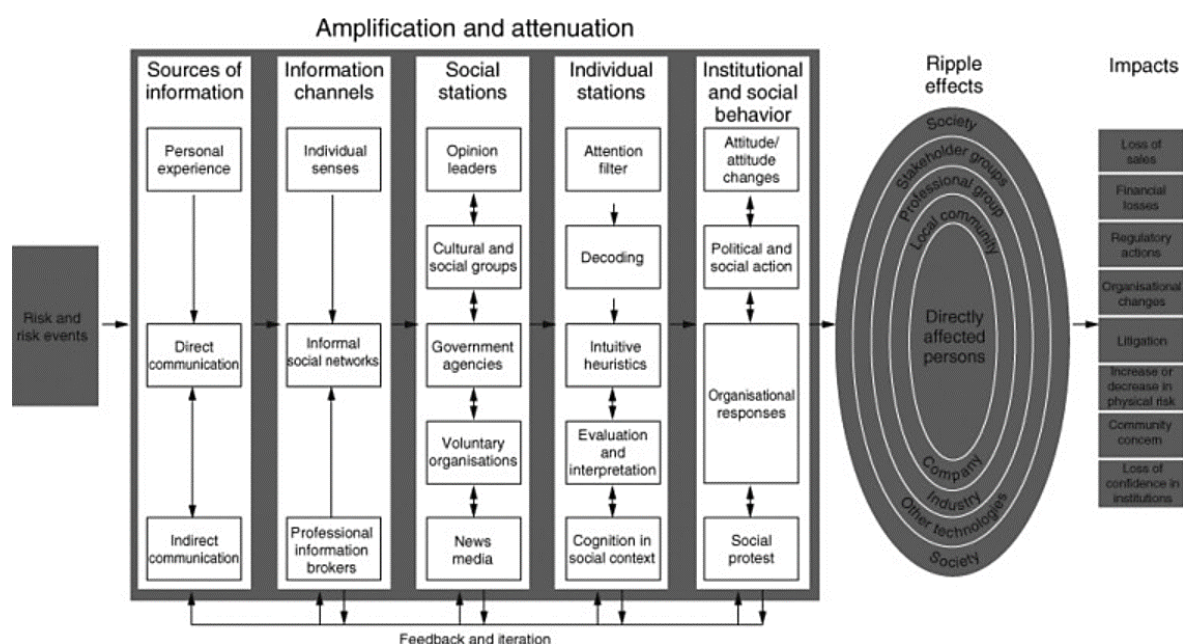 Amplification and attenuation
Risk and
risk events
Sources of
information
Personal
experience
Direct
communication
Indirect
communication
Information
channels
Individual
senses
Informal
social networks
Professional
information
brokers
Social
stations
Opinion
leaders
Cultural and
social groups
Government
agencies
Voluntary
organisations
News
media
Individual
stations
Attention
filter
Decoding
Intuitive
heuristics
Evaluation
and
interpretation
Cognition in
social context
Institutional
and social
behavior
Attitude/
attitude
changes
Political and
social action
Organisational
responses
Social
protest
Feedback and iteration
Ripple
effects
Society
Stakeholder groups
Professional group
Local community
Directly
affected
persons
Company
Industry
Other technologies
Society
Impacts
Loss of
sales
Financial
losses
Regulatory
actions
Organisational
changes
Litigation
Increase or
decrease in
physical risk
Community
concern
Loss of
confidence in
institutions